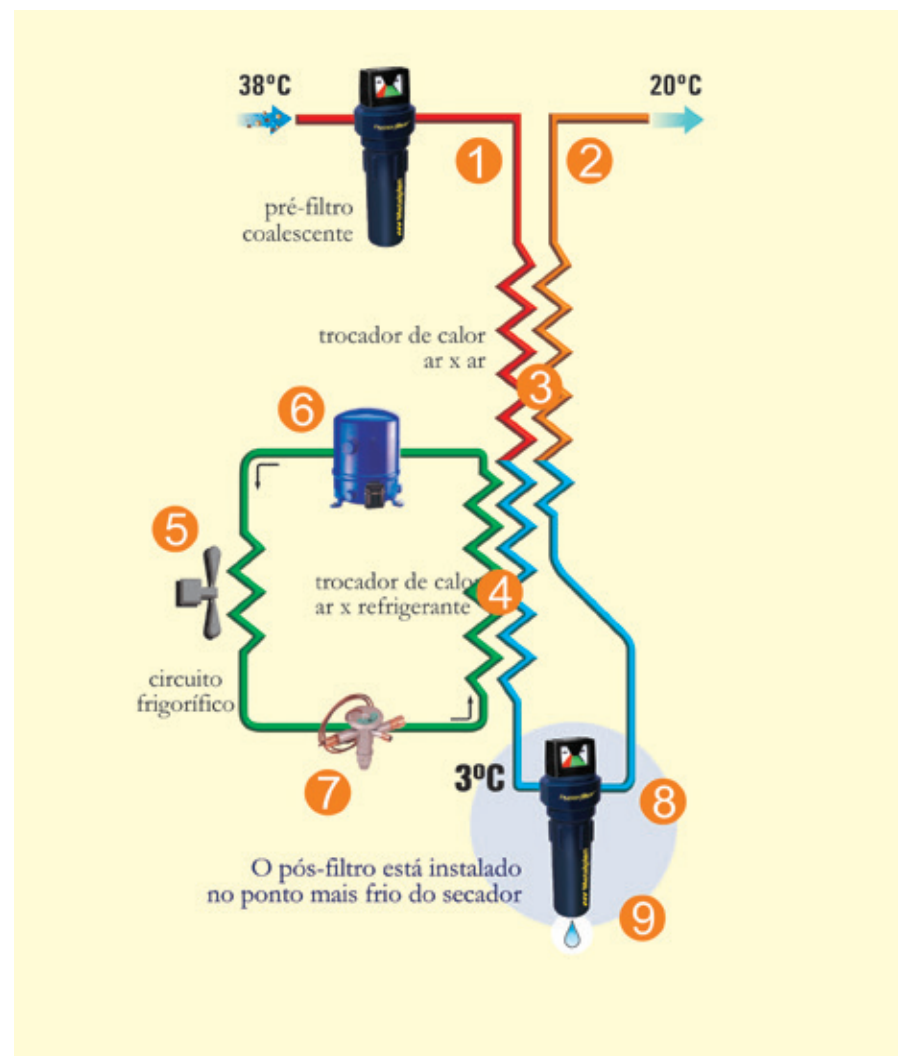 38ºC
20ºC
1
2
pré-filtro
coalescente
trocador de calor
ar x ar
3
6
5
trocador de calor
ar x refrigerante
4
circuito
frigorífico
7
3ºC
8
O pós-filtro está instalado
no ponto mais frio do secador
9